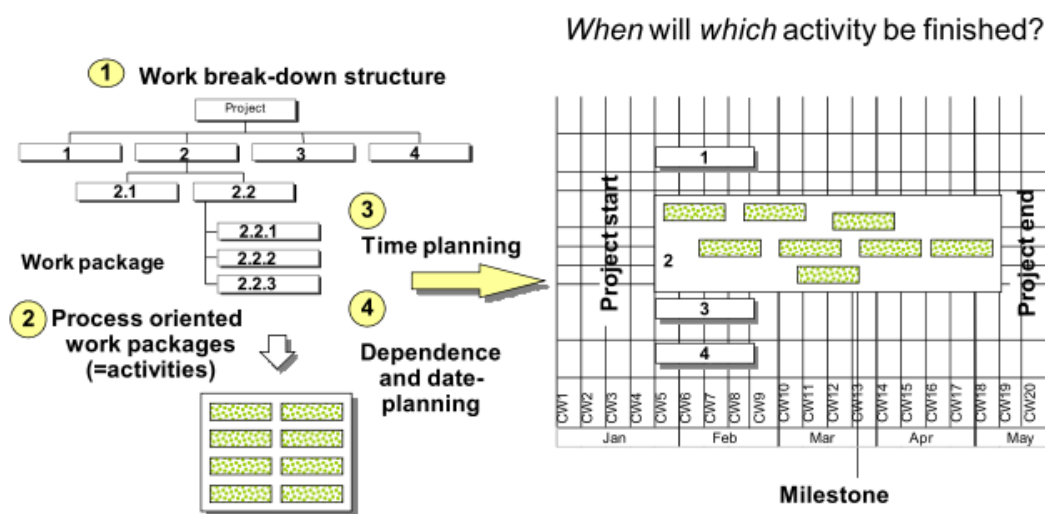 When will which activity be finished?
1 Work break-down structure
Project
1 2 3 4
2.1 2.2
2.2.1
2.2.2
2.2.3
Work package
2 Process oriented
work packages
(=activities)
3
Time planning
4
Dependence
and date-
planning
Project start
1
2
3
4
Project end
CW1 CW2 CW3 CW4 CW5 CW6 CW7 CW8 CW9 CW10 CW11 CW12 CW13 CW14 CW15 CW16 CW17 CW18 CW19 CW20
Jan Feb Mar Apr May
Milestone